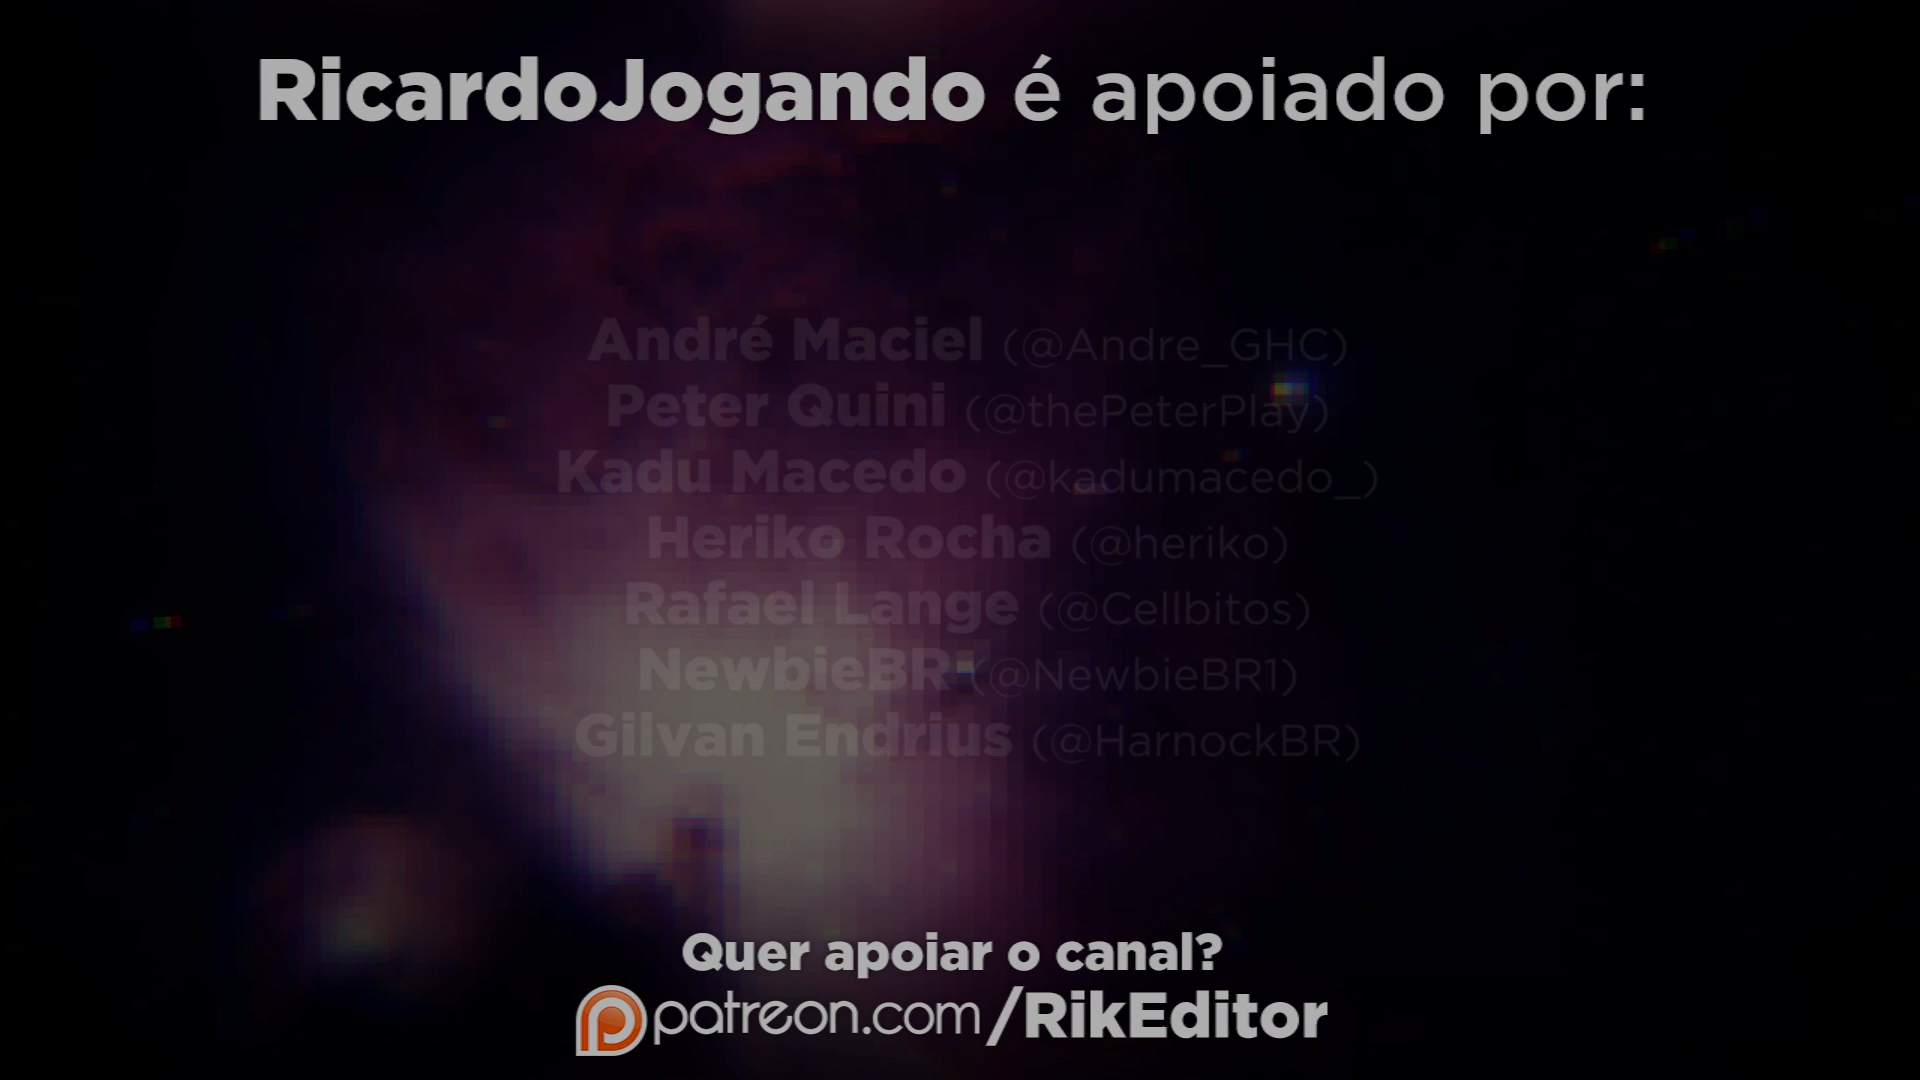 RicardoJogando é apoiado por:
André Maciel (@Andre_GHC)
Peter Quini (@thePeterPlay)
Kadu Macedo (@kadumacedo_)
Heriko Rocha (@heriko)
Rafael Lange (@Cellbitos)
NewbieBR (@NewbieBR1)
Gilvan Endrius (@HarnockBR)
Quer apoiar o canal?
patreon.com/RikEditor